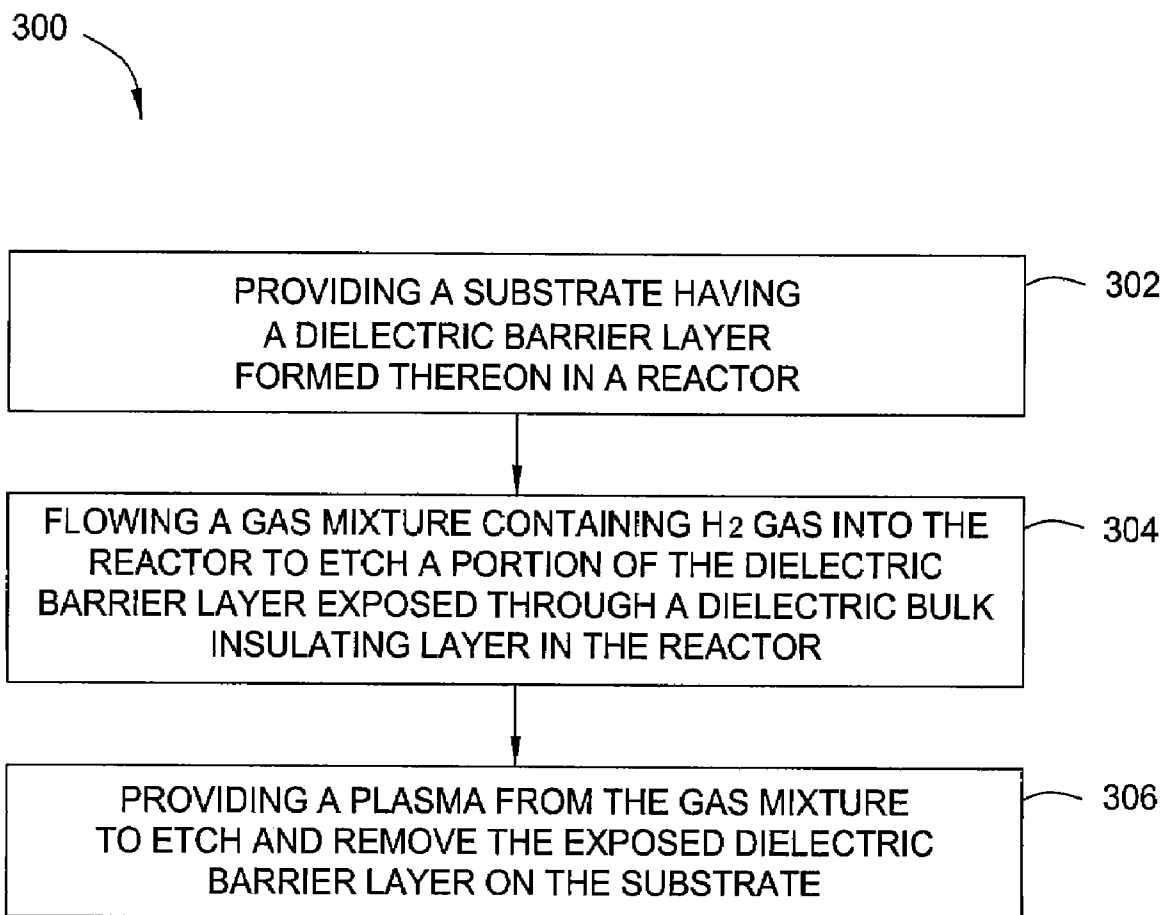 300
PROVIDING A SUBSTRATE HAVING
A DIELECTRIC BARRIER LAYER
FORMED THEREON IN A REACTOR
302
FLOWING A GAS MIXTURE CONTAINING H2 GAS INTO THE
REACTOR TO ETCH A PORTION OF THE DIELECTRIC
BARRIER LAYER EXPOSED THROUGH A DIELECTRIC BULK
INSULATING LAYER IN THE REACTOR
304
PROVIDING A PLASMA FROM THE GAS MIXTURE
TO ETCH AND REMOVE THE EXPOSED DIELECTRIC
BARRIER LAYER ON THE SUBSTRATE
306